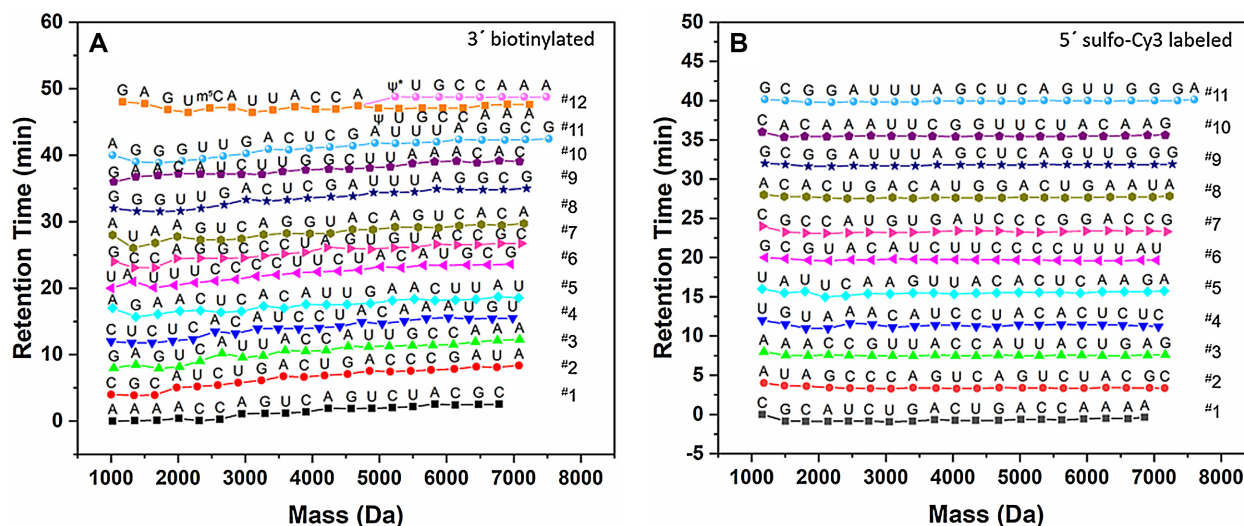 A
3´ biotinylated
Retention Time (min)
60
50
40
30
20
10
0
G A G U m⁵C A U U A C C A ψ* U G C C A A A #12
ψ U G C C A A A
A G G G U U G A C U C G A U U U A G G C G #11
G A A C A U C U U G G C U U A A C A C #10
G G G U U G A C U C G A U U U A G G C G #9
#8
#7
U A U U U C C C C U U C U A C A U G C G #6
A G A A C U C A C A U U G A A C U U A U #5
#4
#3
#2
#1
1000 2000 3000 4000 5000 6000 7000 8000
Mass (Da)
B
5´ sulfo-Cy3 labeled
Retention Time (min)
50
45
40
35
30
25
20
15
10
5
0
-5
G C G G A U U U A G C U C A G U U G G G A #11
C A C A A A U U C G G U U C U A C A A G #10
G C G G A U U U A G C U C A G U U G G G #9
A C A C U G A C A U G G A C U G A A U A #8
C G C C A U G U G A U C C C G A C C G #7
G C G U A C A U C U U C C C C U U U A U #6
U A U U C A A G U U A C A C U C A A G A #5
U G U A A C A U C C U A C A C U C U C #4
A A A C C G U U A C C A U U A C U G A G #3
A U A G C C C A G U C A G U C U A C G C #2
C G C A U C U G A C U G A C C A A A A #1
1000 2000 3000 4000 5000 6000 7000 8000
Mass (Da)